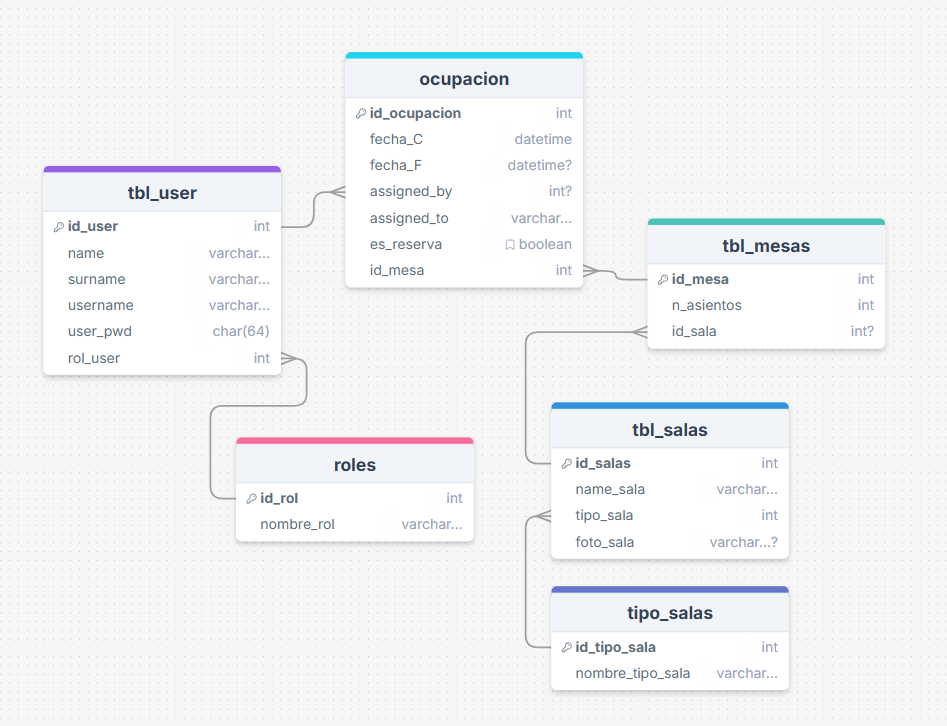 ocupacion
id_ocupacion int
fecha_C datetime
fecha_F datetime?
assigned_by int?
assigned_to varchar...
es_reserva boolean
id_mesa int
tbl_user
id_user int
name varchar...
surname varchar...
username varchar...
user_pwd char(64)
rol_user int
tbl_mesas
id_mesa int
n_asientos int
id_sala int?
roles
id_rol int
nombre_rol varchar...
tbl_salas
id_salas int
name_sala varchar...
tipo_sala int
foto_sala varchar...?
tipo_salas
id_tipo_sala int
nombre_tipo_sala varchar...